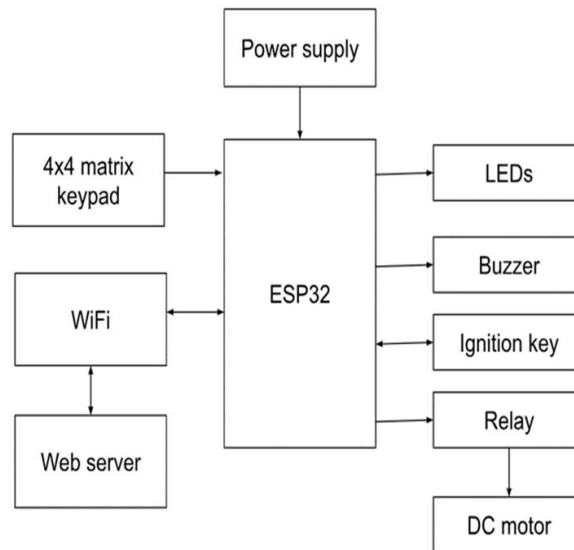 Power supply
4x4 matrix
keypad
LEDs
Buzzer
ESP32
WiFi
Ignition key
Relay
Web server
DC motor